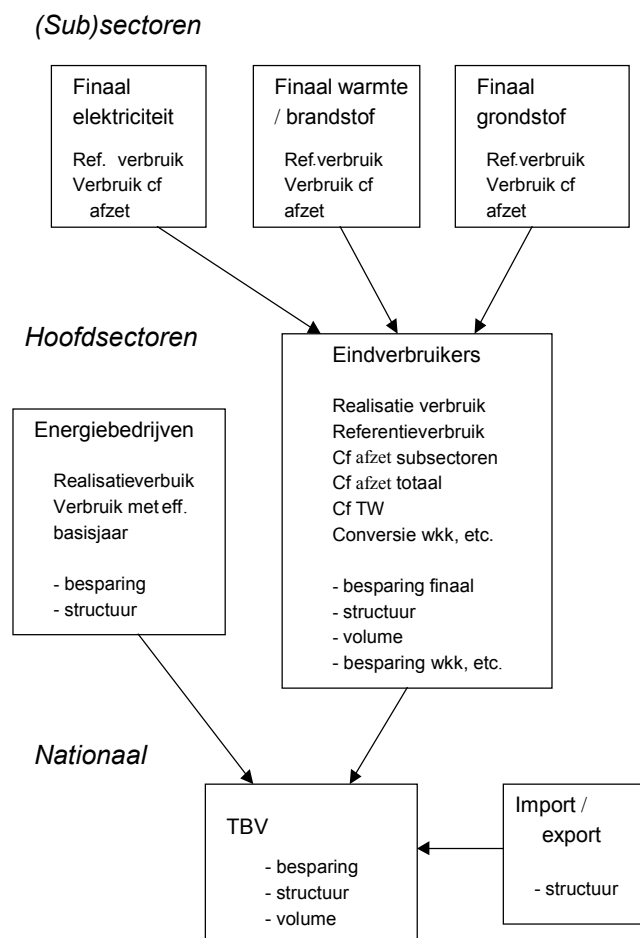 (Sub)sectoren
Finaal
elektriciteit
Ref. verbruik
Verbruik cf
afzet
Finaal warmte
/ brandstof
Ref.verbruik
Verbruik cf
afzet
Finaal
grondstof
Ref.verbruik
Verbruik cf
afzet
Hoofdsectoren
Energiebedrijven
Realisatieverbuik
Verbruik met eff.
basisjaar
- besparing
- structuur
Eindverbruikers
Realisatie verbruik
Referentieverbruik
Cf afzet subsectoren
Cf afzet totaal
Cf TW
Conversie wkk, etc.
- besparing finaal
- structuur
- volume
- besparing wkk, etc.
Nationaal
TBV
- besparing
- structuur
- volume
Import /
export
- structuur